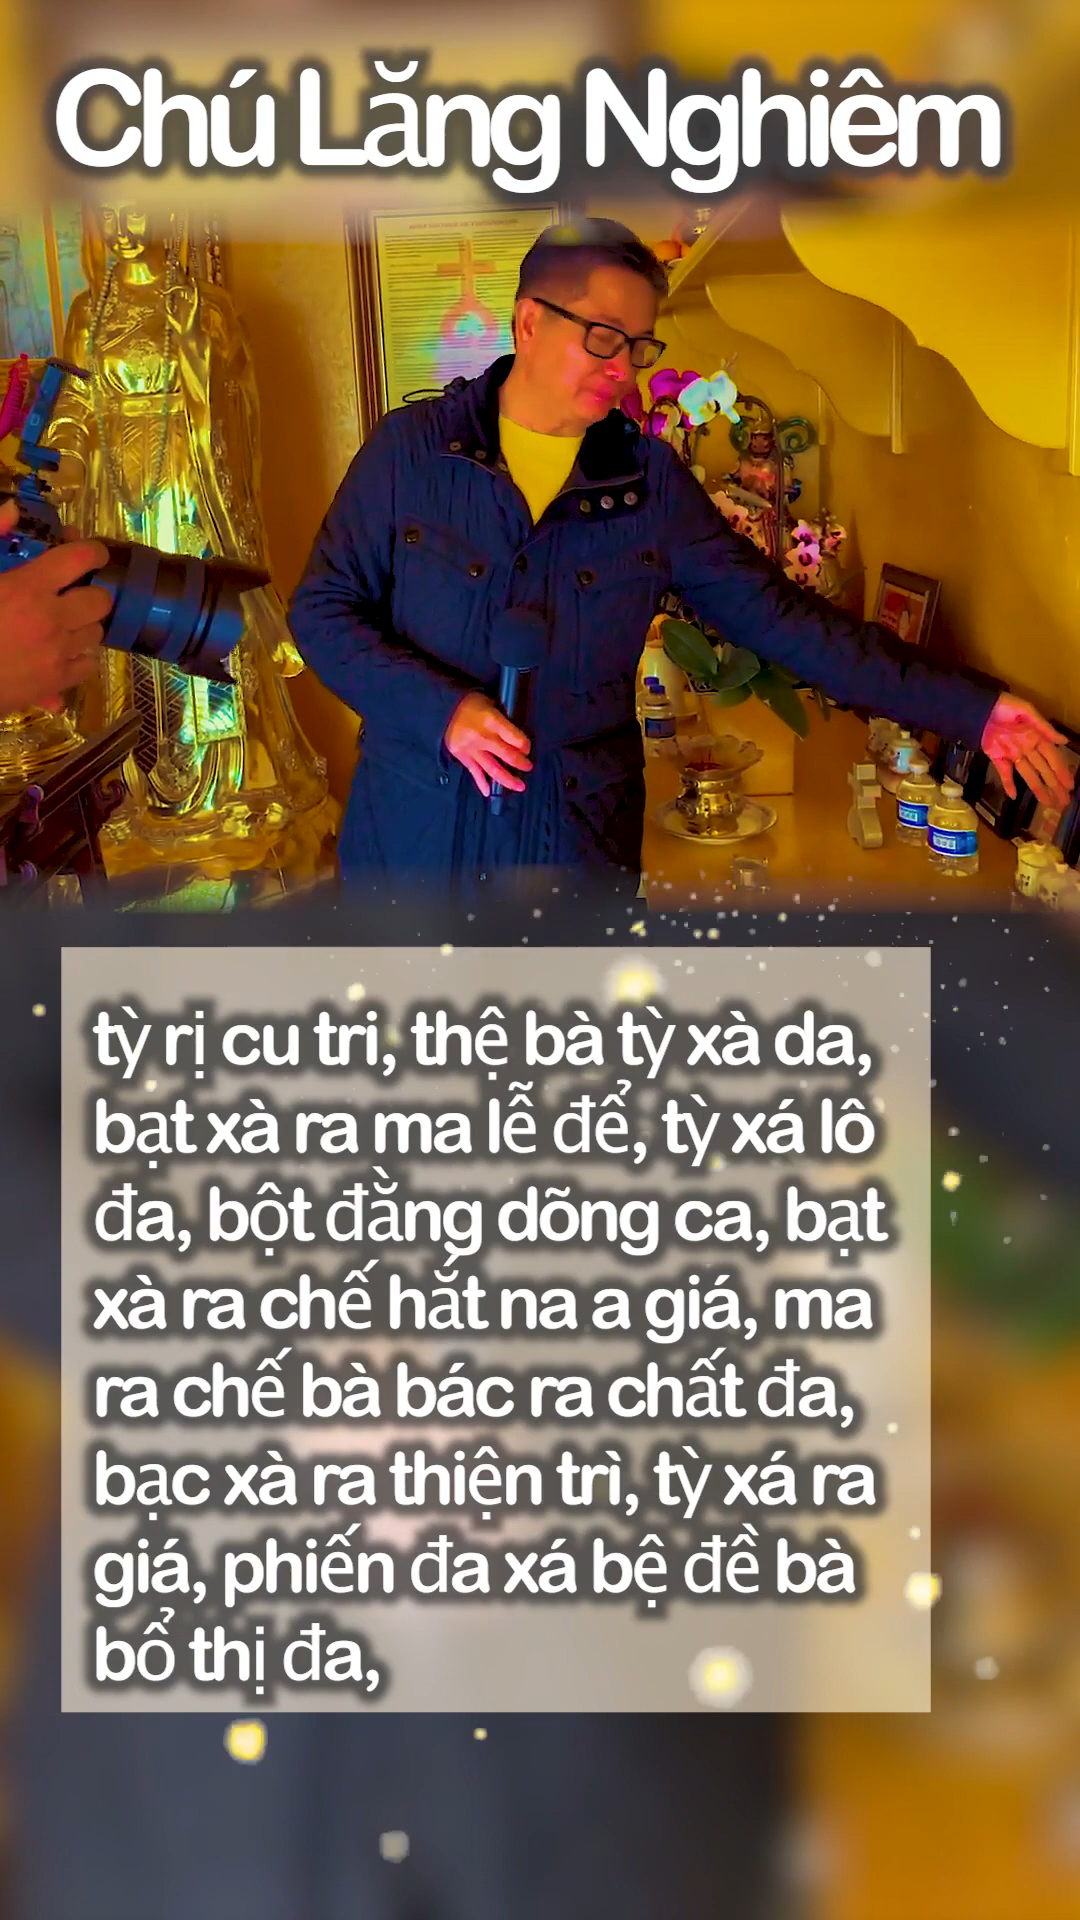 Chú Lăng Nghiêm
tỳ rị cu tri, thệ bà tỳ xà da,
bạt xà ra ma lễ để, tỳ xá lô
đa, bột đằng dõng ca, bạt
xà ra chế hắt na a giá, ma
ra chế bà bác ra chất đa,
bạc xà ra thiện trì, tỳ xá ra
giá, phiến đa xá bệ đề bà
bổ thị đa,